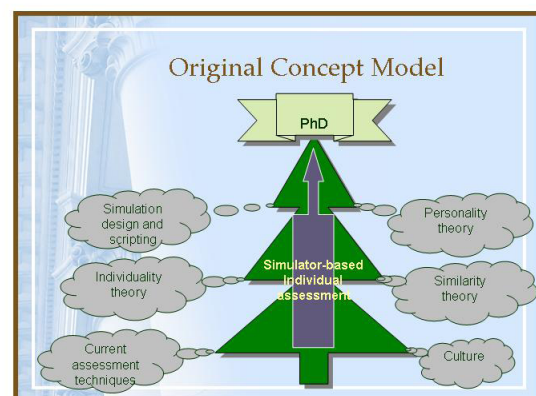 Original Concept Model
PhD
Simulation
design and
scripting
Personality
theory
Individuality
theory
Simulator-based
Individual
assessment
Similarity
theory
Current
assessment
techniques
Culture